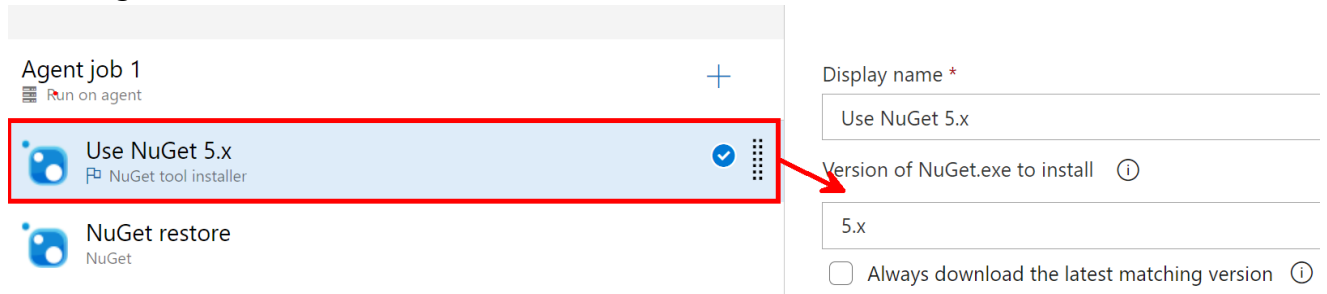 Agent job 1
Run on agent
Use NuGet 5.x
NuGet tool installer
NuGet restore
NuGet
Display name *
Use NuGet 5.x
Version of NuGet.exe to install
5.x
Always download the latest matching version